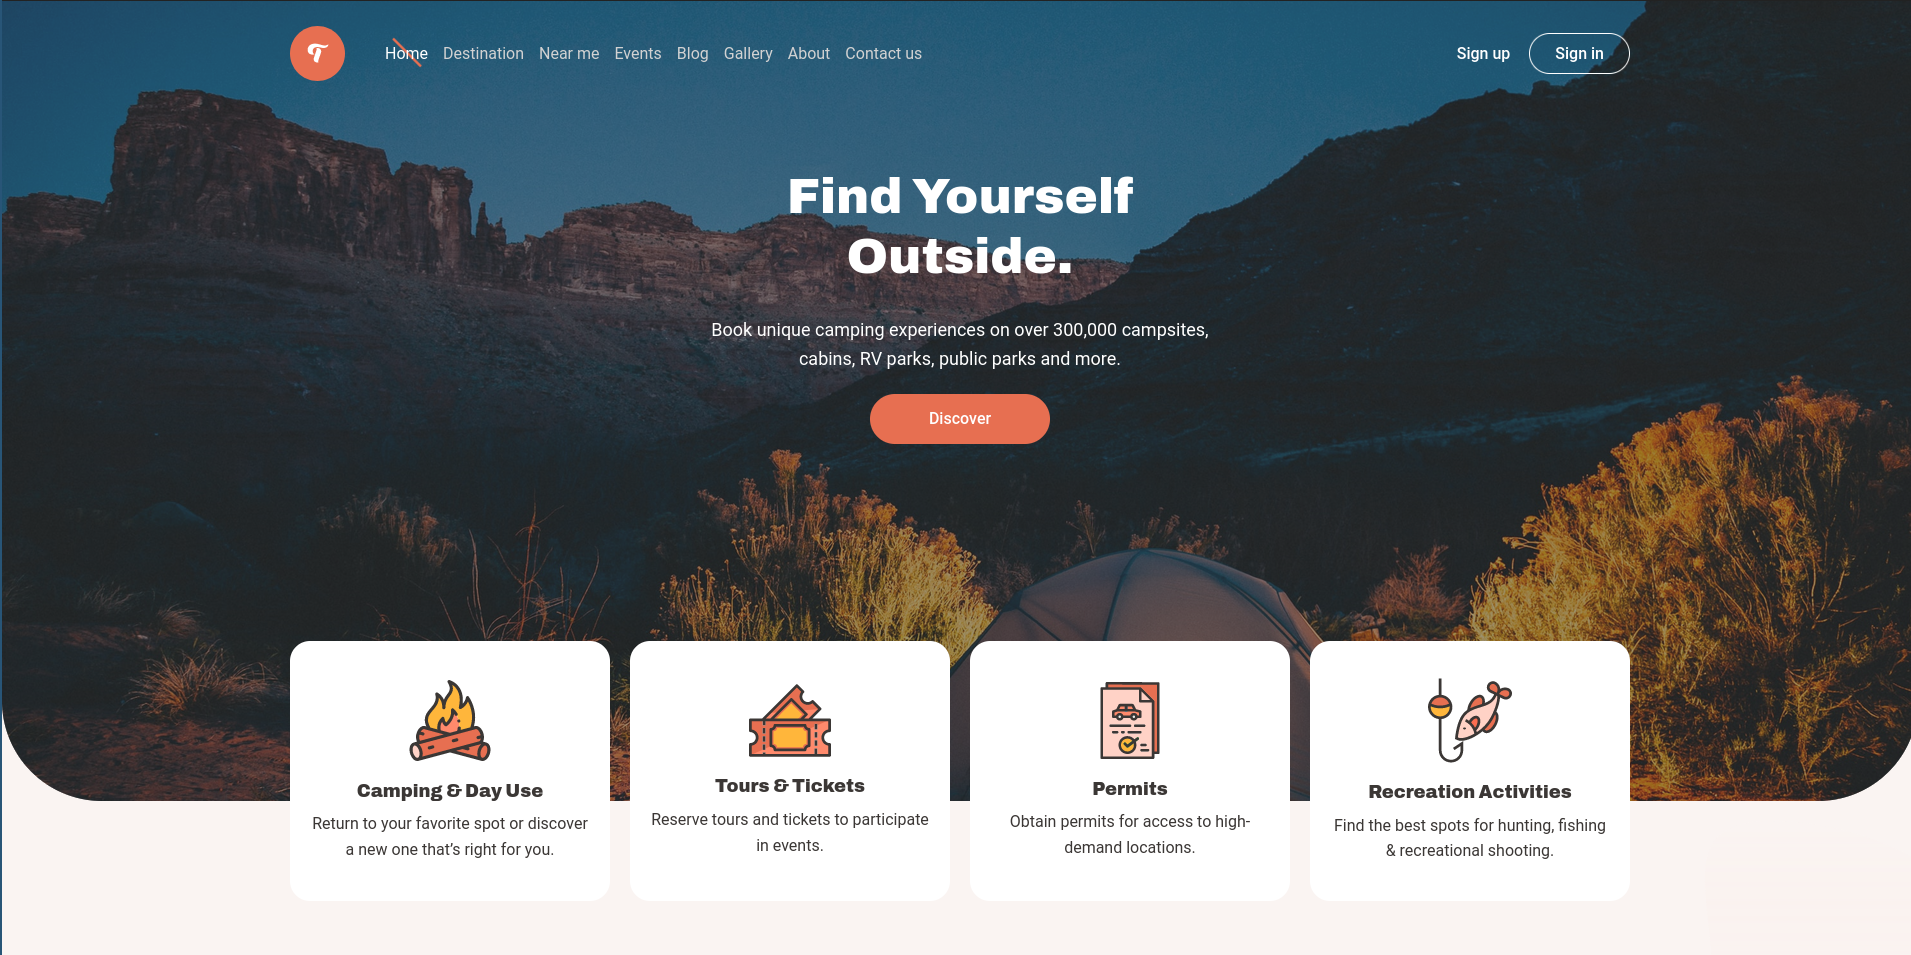 T
Home Destination Near me Events Blog Gallery About Contact us
Sign up Sign in
Find Yourself
Outside.
Book unique camping experiences on over 300,000 campsites,
cabins, RV parks, public parks and more.
Discover
Camping & Day Use
Return to your favorite spot or discover
a new one that’s right for you.
Tours & Tickets
Reserve tours and tickets to participate
in events.
Permits
Obtain permits for access to high-
demand locations.
Recreation Activities
Find the best spots for hunting, fishing
& recreational shooting.